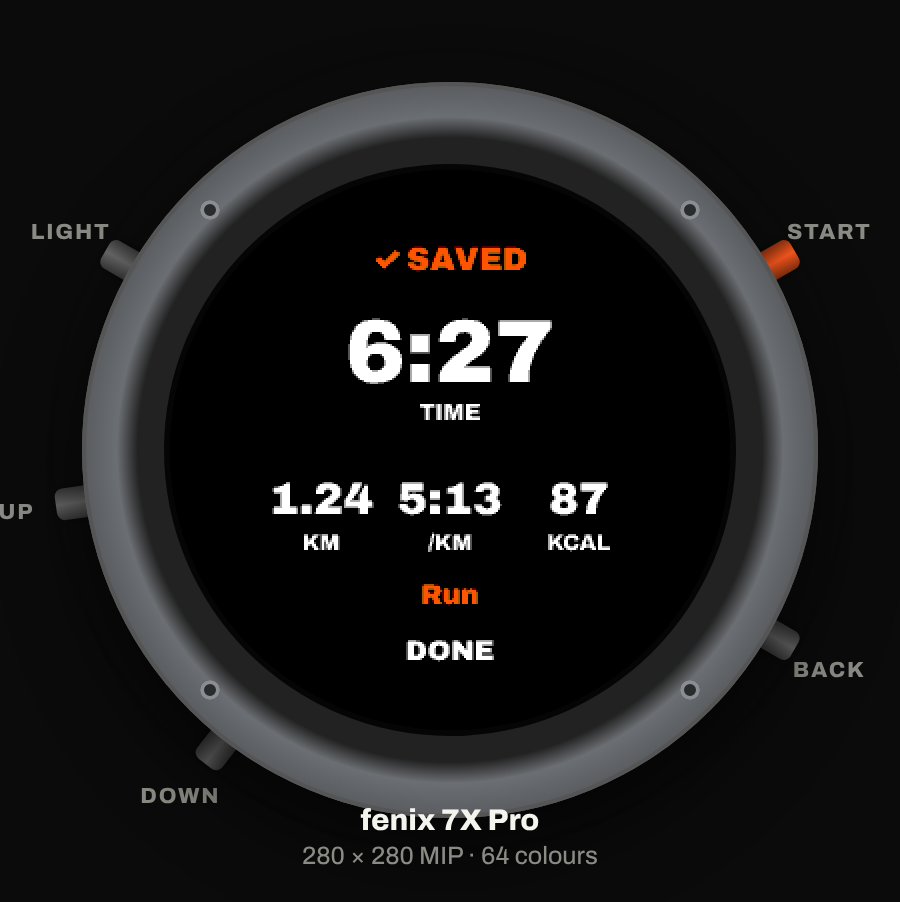 LIGHT
START
✓ SAVED
6:27
TIME
1.24 5:13 87
KM /KM KCAL
UP
Run
DONE
BACK
DOWN
fenix 7X Pro
280 × 280 MIP · 64 colours